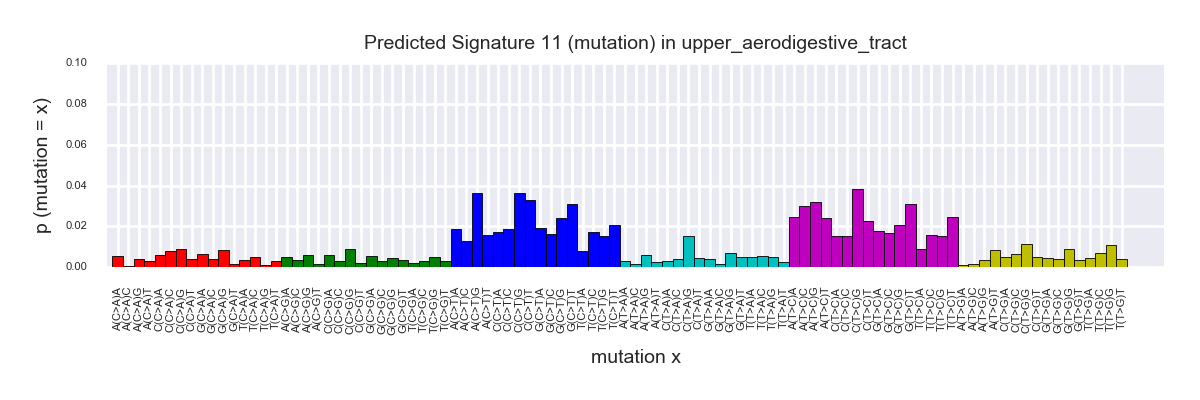 Predicted Signature 11 (mutation) in upper_aerodigestive_tract
p (mutation = x)
0.10
0.08
0.06
0.04
0.02
0.00
A(C>A)A
A(C>A)C
A(C>A)G
A(C>A)T
C(C>A)A
C(C>A)C
C(C>A)G
C(C>A)T
G(C>A)A
G(C>A)C
G(C>A)G
G(C>A)T
T(C>A)A
T(C>A)C
T(C>A)G
T(C>A)T
A(C>G)A
A(C>G)C
A(C>G)G
A(C>G)T
C(C>G)A
C(C>G)C
C(C>G)G
C(C>G)T
G(C>G)A
G(C>G)C
G(C>G)G
G(C>G)T
T(C>G)A
T(C>G)C
T(C>G)G
T(C>G)T
A(C>T)A
A(C>T)C
A(C>T)G
A(C>T)T
C(C>T)A
C(C>T)C
C(C>T)G
C(C>T)T
G(C>T)A
G(C>T)C
G(C>T)G
G(C>T)T
T(C>T)A
T(C>T)C
T(C>T)G
T(C>T)T
A(T>A)A
A(T>A)C
A(T>A)G
A(T>A)T
C(T>A)A
C(T>A)C
C(T>A)G
C(T>A)T
G(T>A)A
G(T>A)C
G(T>A)G
G(T>A)T
T(T>A)A
T(T>A)C
T(T>A)G
T(T>A)T
A(T>C)A
A(T>C)C
A(T>C)G
A(T>C)T
C(T>C)A
C(T>C)C
C(T>C)G
C(T>C)T
G(T>C)A
G(T>C)C
G(T>C)G
G(T>C)T
T(T>C)A
T(T>C)C
T(T>C)G
T(T>C)T
A(T>G)A
A(T>G)C
A(T>G)G
A(T>G)T
C(T>G)A
C(T>G)C
C(T>G)G
C(T>G)T
G(T>G)A
G(T>G)C
G(T>G)G
G(T>G)T
T(T>G)A
T(T>G)C
T(T>G)G
T(T>G)T
mutation x